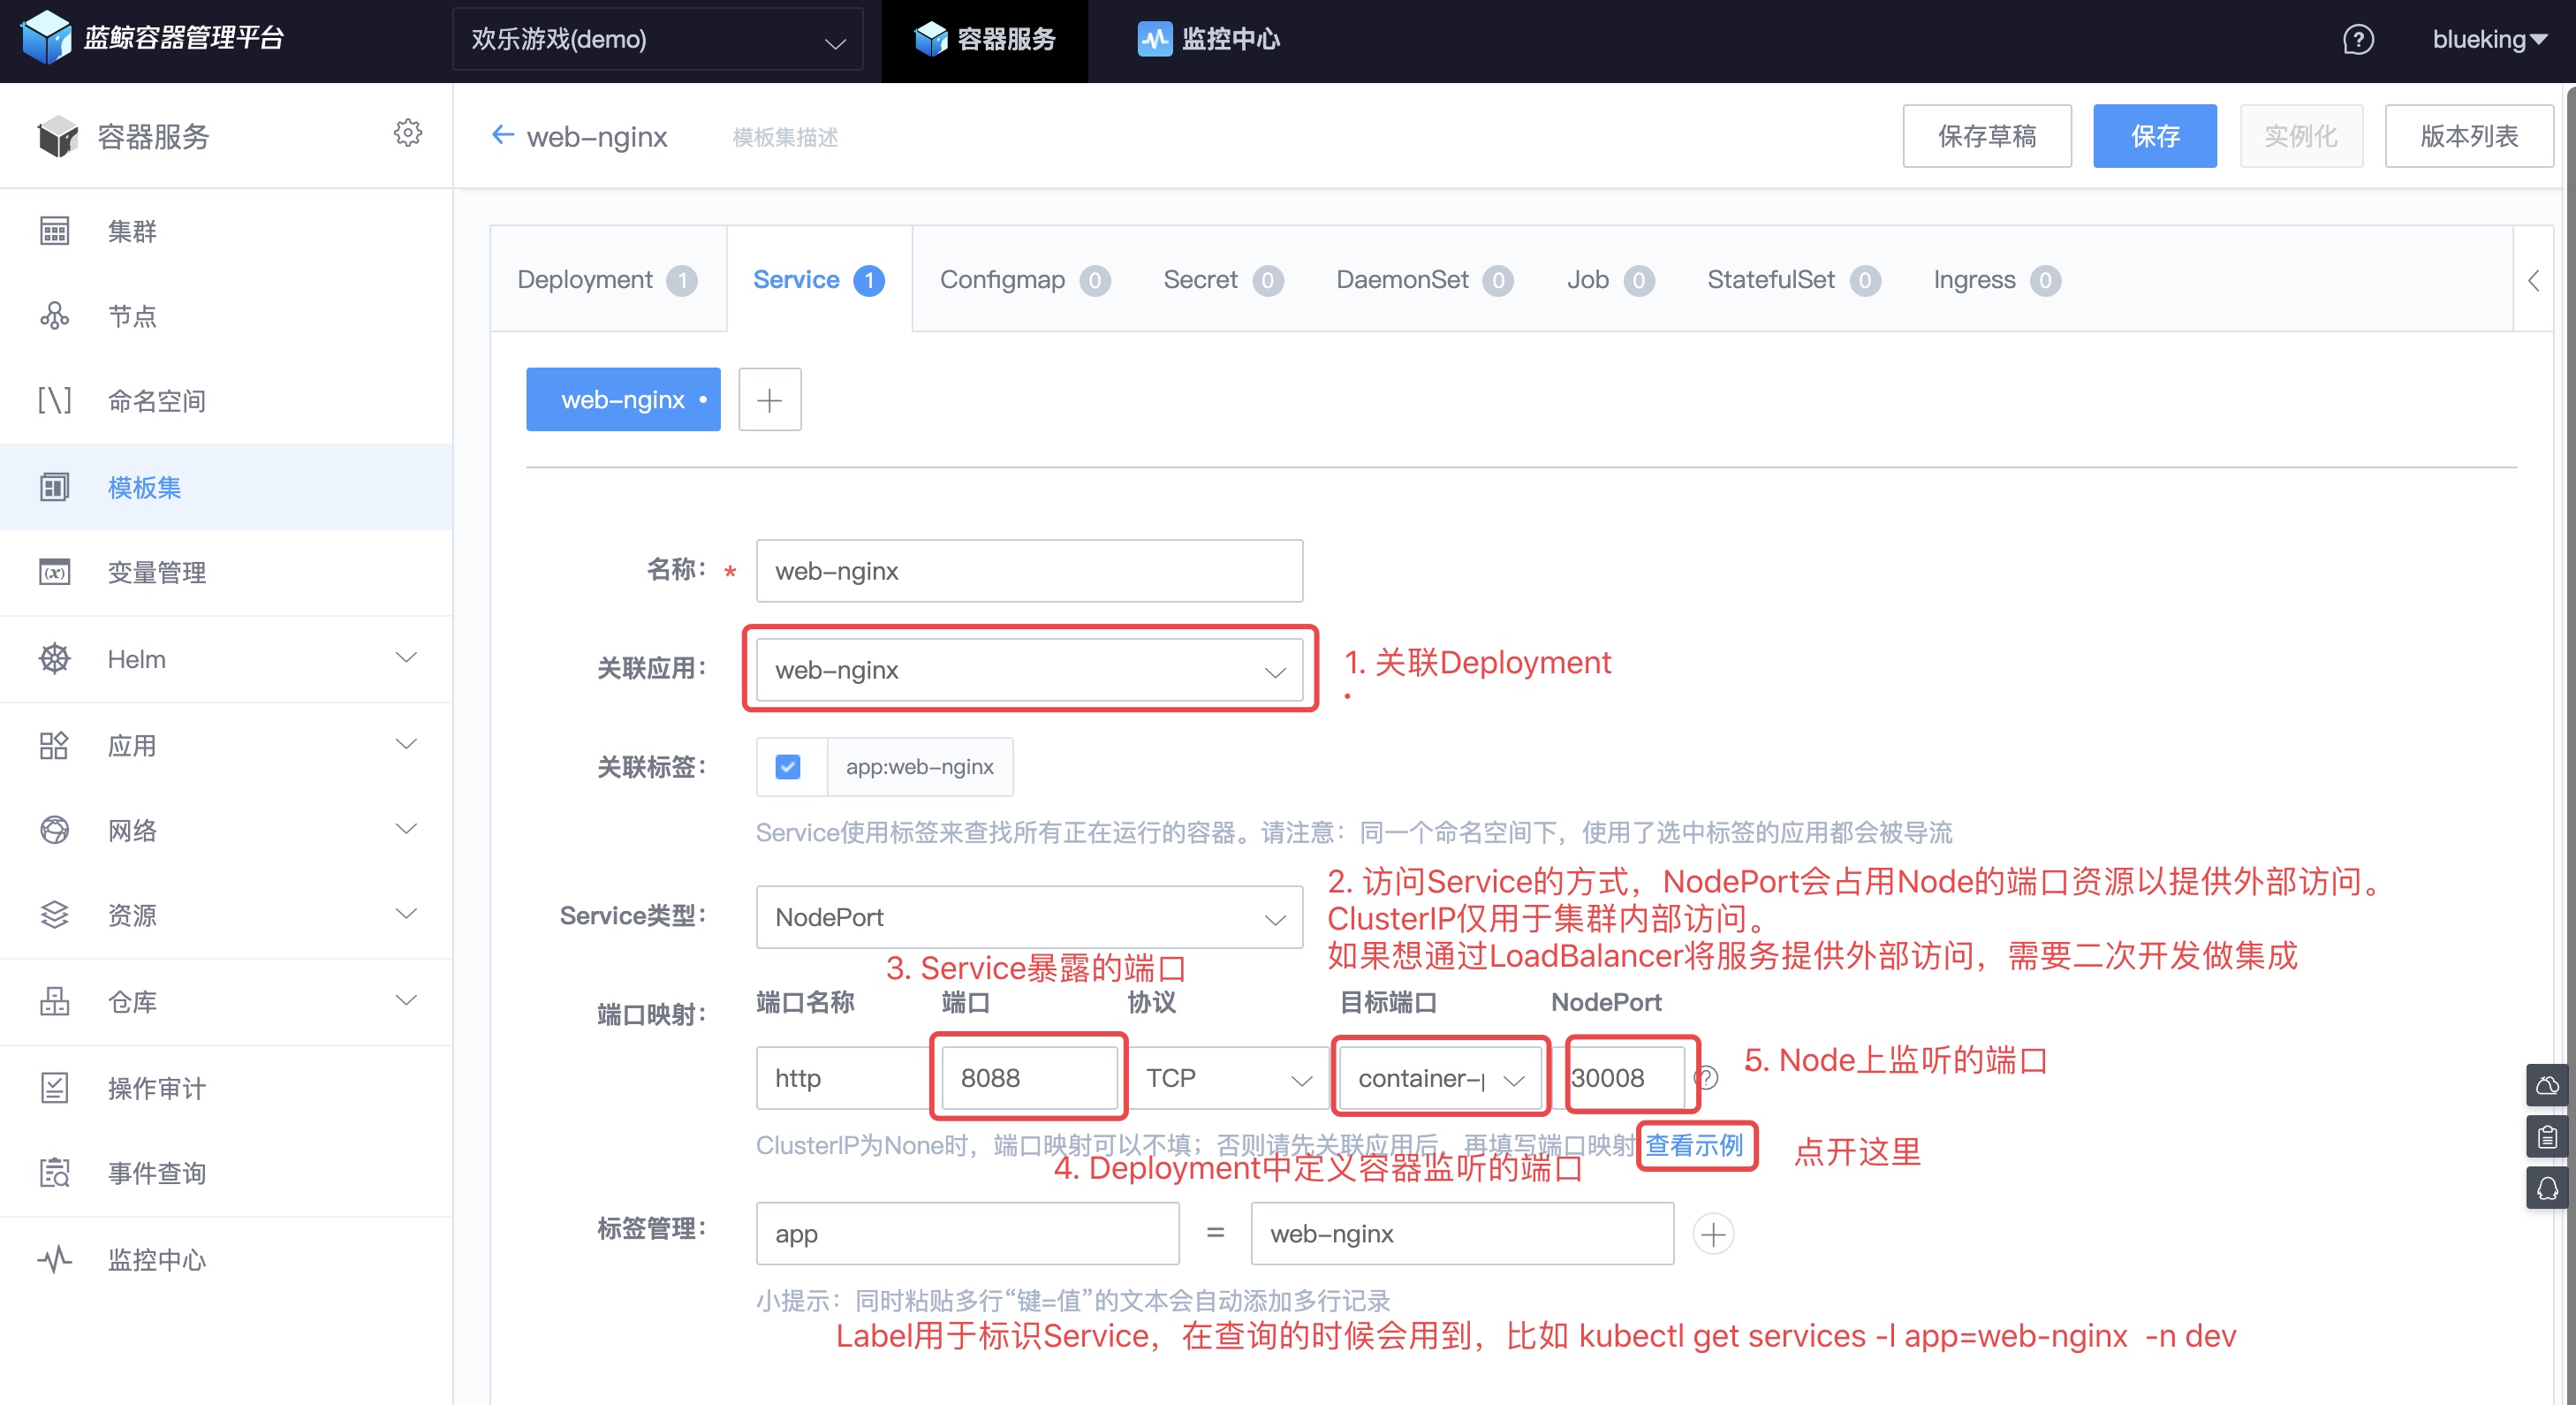 蓝鲸容器管理平台
欢乐游戏(demo)
容器服务
监控中心
blueking
容器服务
web-nginx
模板集描述
保存草稿
保存
实例化
版本列表
集群
节点
命名空间
模板集
变量管理
Helm
应用
网络
资源
仓库
操作审计
事件查询
监控中心
Deployment 1
Service 1
Configmap 0
Secret 0
DaemonSet 0
Job 0
StatefulSet 0
Ingress 0
web-nginx
名称： *
web-nginx
关联应用：
web-nginx
1. 关联Deployment
关联标签：
app:web-nginx
Service使用标签来查找所有正在运行的容器。请注意：同一个命名空间下，使用了选中标签的应用都会被导流
Service类型：
NodePort
2. 访问Service的方式，NodePort会占用Node的端口资源以提供外部访问。
ClusterIP仅用于集群内部访问。
如果想通过LoadBalancer将服务提供外部访问，需要二次开发做集成
3. Service暴露的端口
端口映射：
端口名称 端口 协议 目标端口 NodePort
http 8088 TCP container- 30008
5. Node上监听的端口
ClusterIP为None时，端口映射可以不填；否则请先关联应用后，再填写端口映射 查看示例
点开这里
4. Deployment中定义容器监听的端口
标签管理：
app = web-nginx
小提示：同时粘贴多行“键=值”的文本会自动添加多行记录
Label用于标识Service，在查询的时候会用到，比如 kubectl get services -l app=web-nginx -n dev